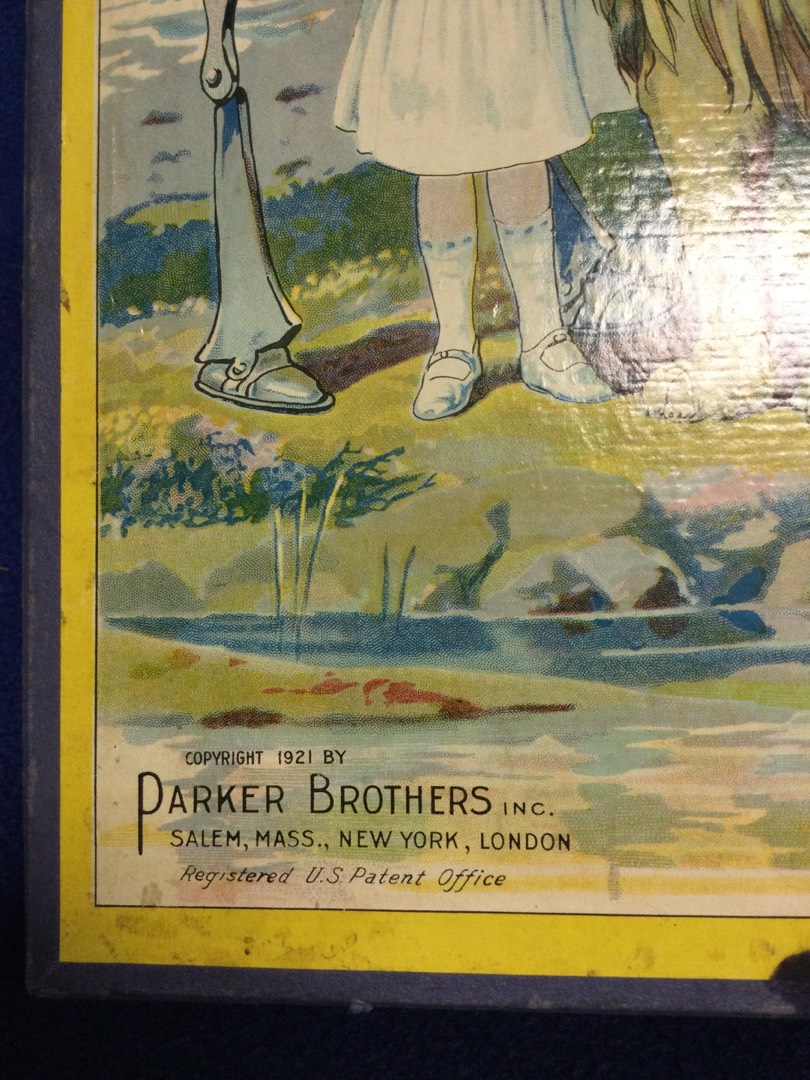 COPYRIGHT 1921 BY
PARKER BROTHERS INC.
SALEM, MASS., NEW YORK, LONDON
Registered U.S. Patent Office